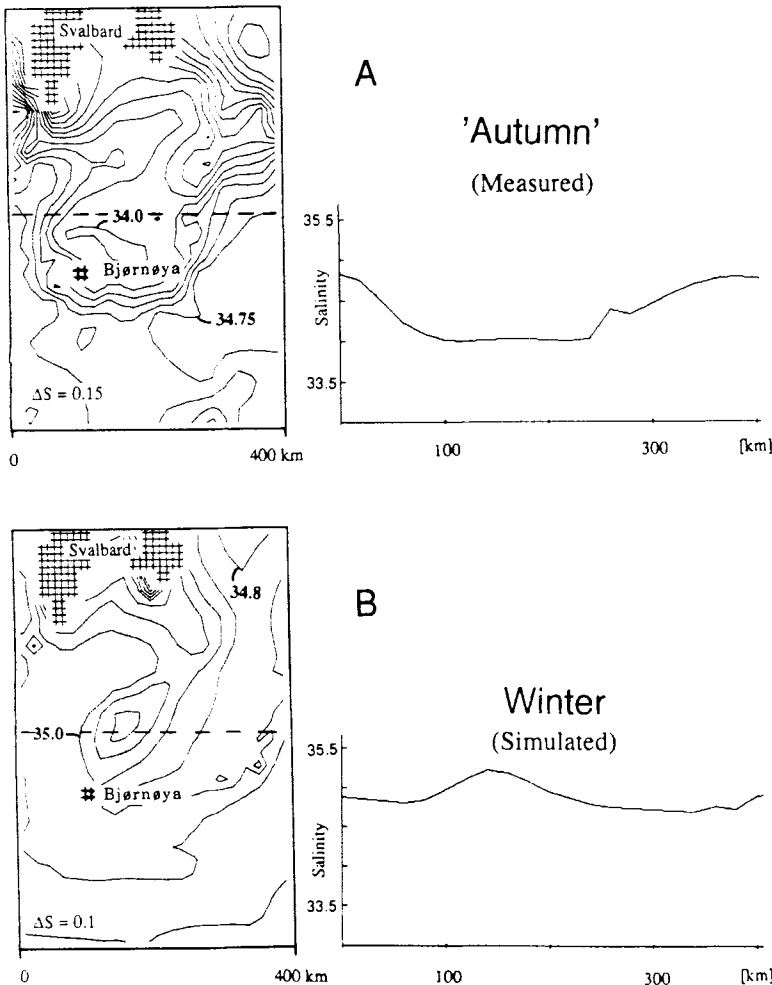 Svalbard
A
'Autumn'
(Measured)
34.0
Bjørnøya
34.75
ΔS = 0.15
0
400 km
35.5
Salinity
33.5
100
300
[km]
Svalbard
34.8
B
Winter
(Simulated)
35.0
Bjørnøya
ΔS = 0.1
0
400 km
35.5
Salinity
33.5
100
300
[km]